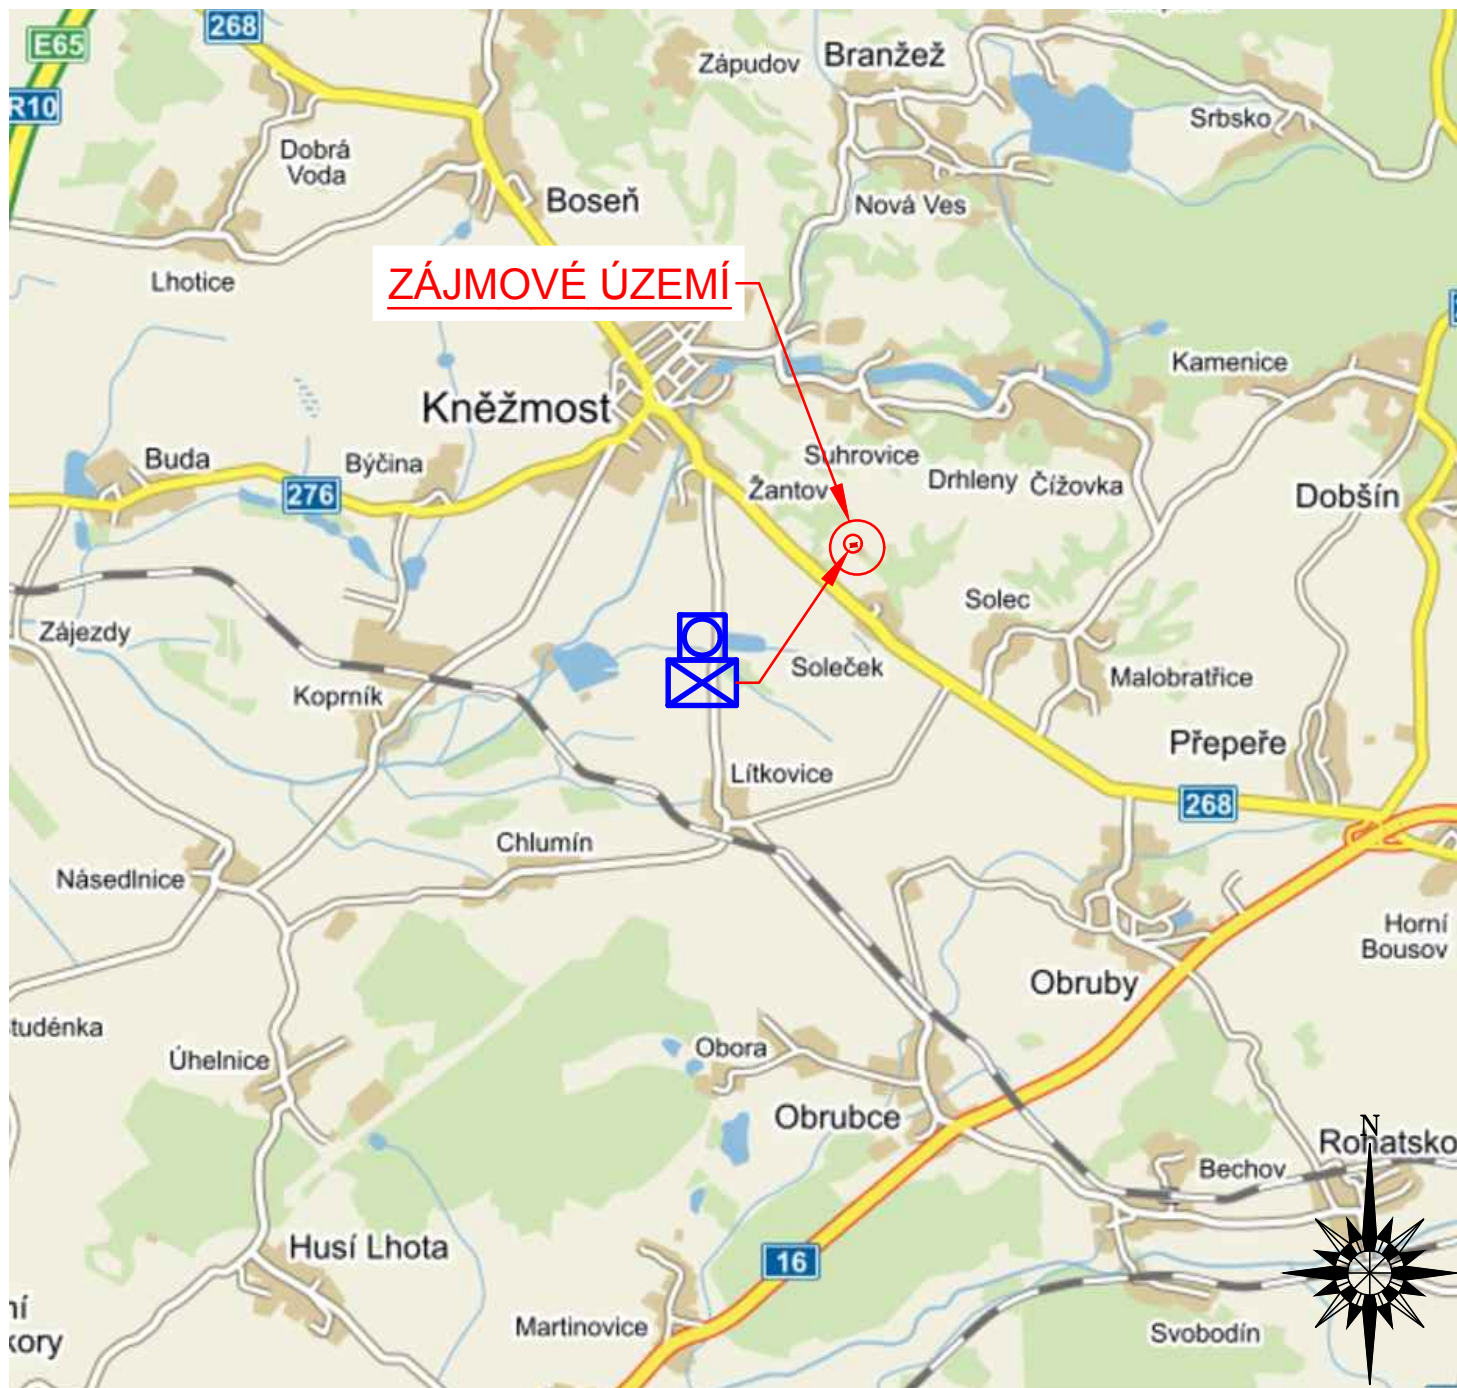 268
E65
R10
Zápudov
Branžež
Srbsko
Dobrá
Voda
Boseň
Nová Ves
Lhotice
ZÁJMOVÉ ÚZEMÍ
Kamenice
Kněžmost
Suhrovice
Buda
Býčina
276
Žantov
Drhleny
Čížovka
Dobšín
Solec
Zájezdy
Soleček
Malobratřice
Koprník
Přepeře
Lítkovice
268
Chlumín
Násedlnice
Horní
Bousov
Obruby
tudénka
Obora
Úhelnice
Obrubce
N
Rohatsko
Bechov
Husí Lhota
16
ní
kory
Martinovice
Svobodín